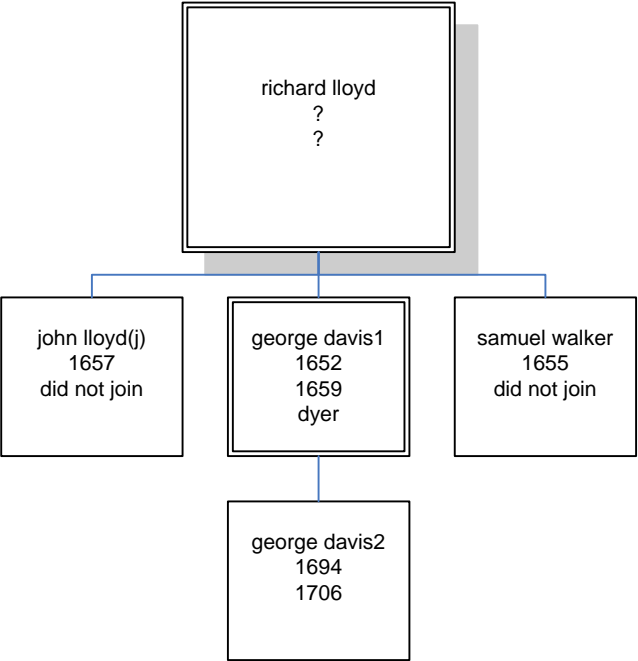 richard lloyd
?
?
john lloyd(j)
1657
did not join
george davis1
1652
1659
dyer
samuel walker
1655
did not join
george davis2
1694
1706